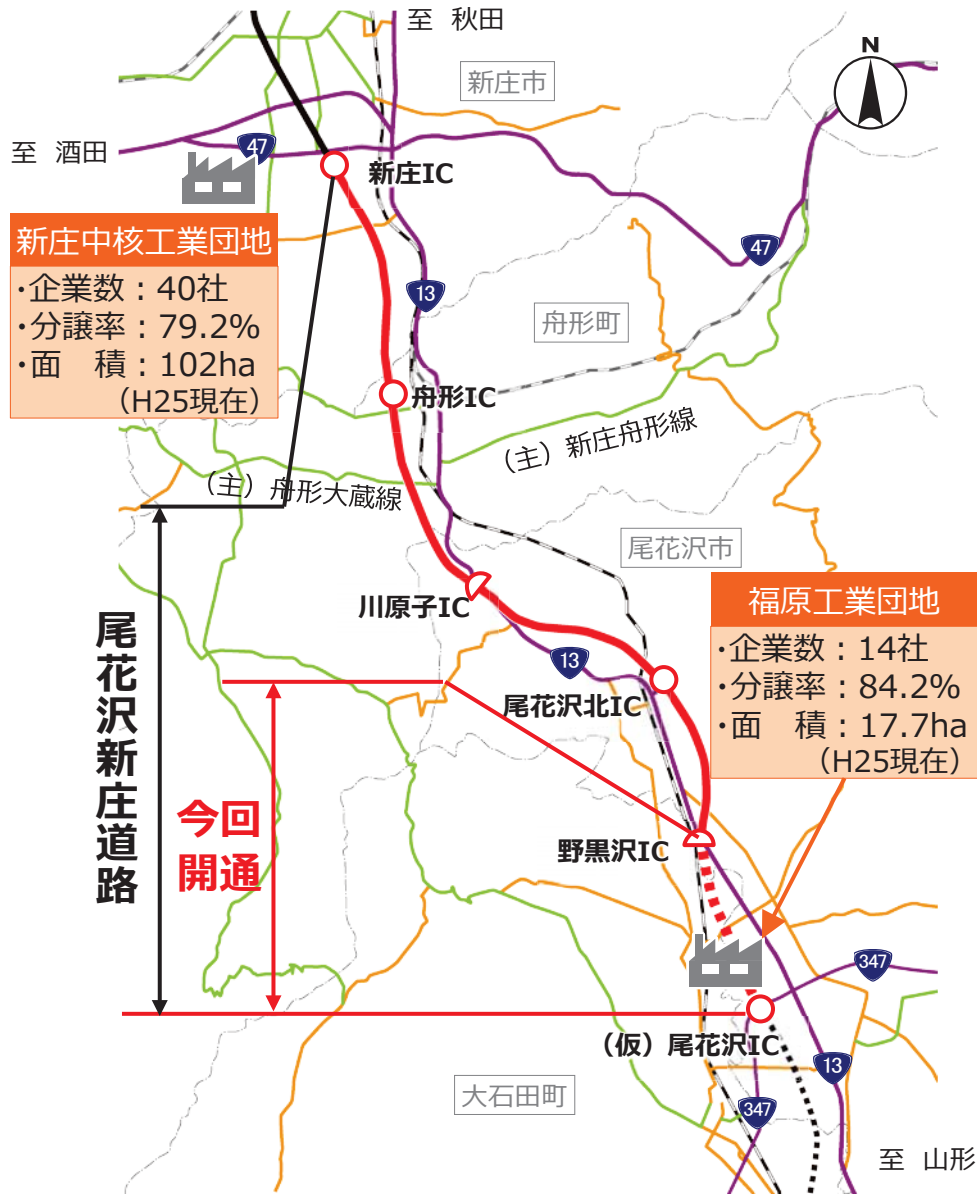 至 秋田
N
新庄市
至 酒田
47
新庄IC
新庄中核工業団地
・企業数：40社
・分譲率：79.2%
・面　積：102ha
（H25現在）
47
13
舟形町
舟形IC
（主）新庄舟形線
（主）舟形大蔵線
尾花沢市
川原子IC
福原工業団地
・企業数：14社
・分譲率：84.2%
・面　積：17.7ha
（H25現在）
尾花沢新庄道路
13
尾花沢北IC
今回
開通
野黒沢IC
347
（仮）尾花沢IC
13
大石田町
347
至 山形